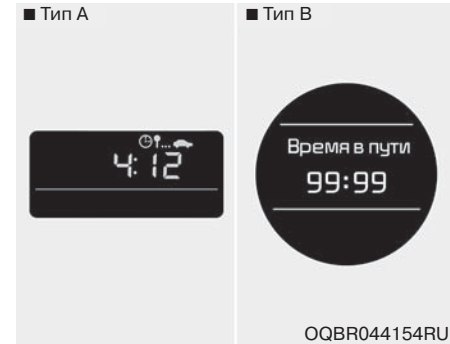 ■ Тип A
■ Тип B
4:12
Время в пути
99:99
OQBR044154RU